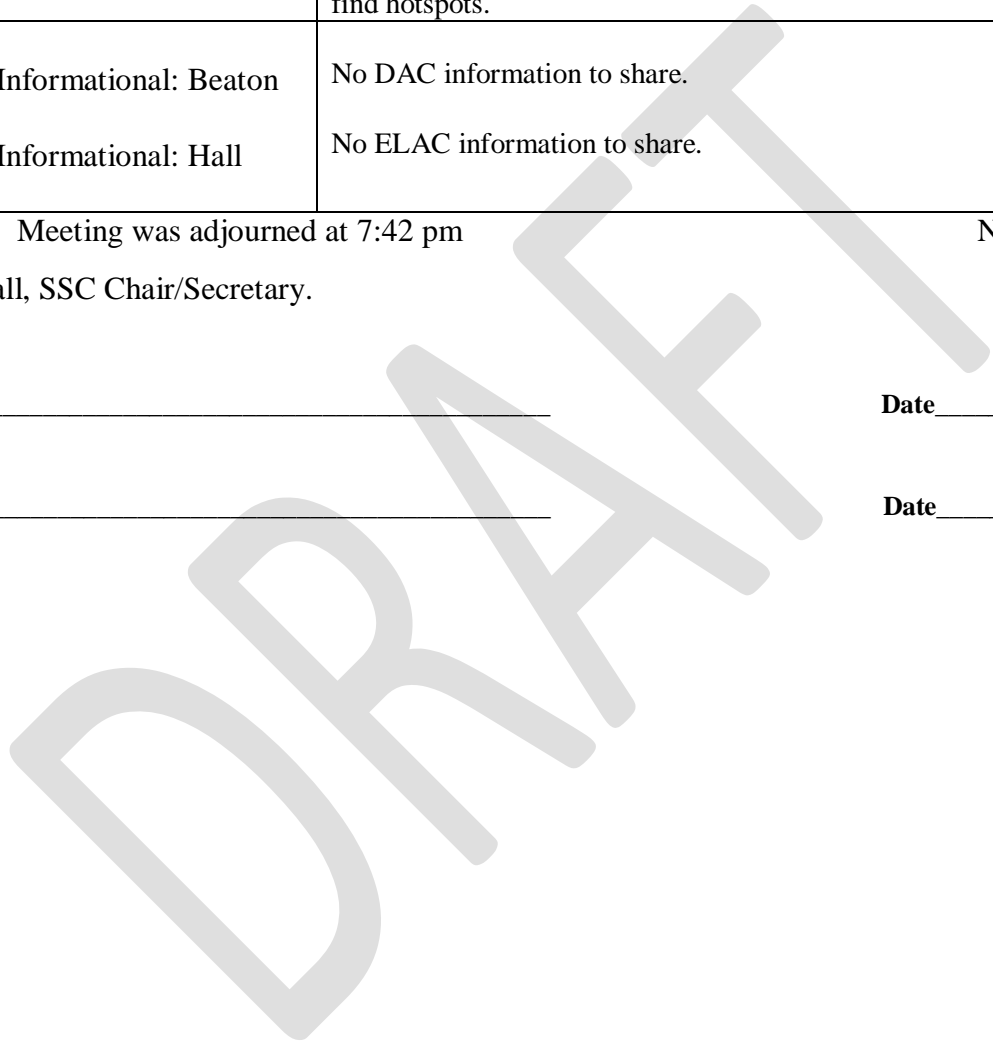 find hotspots.
Informational: Beaton
No DAC information to share.
Informational: Hall
No ELAC information to share.
Meeting was adjourned at 7:42 pm
all, SSC Chair/Secretary.
Date
Date
DRAFT